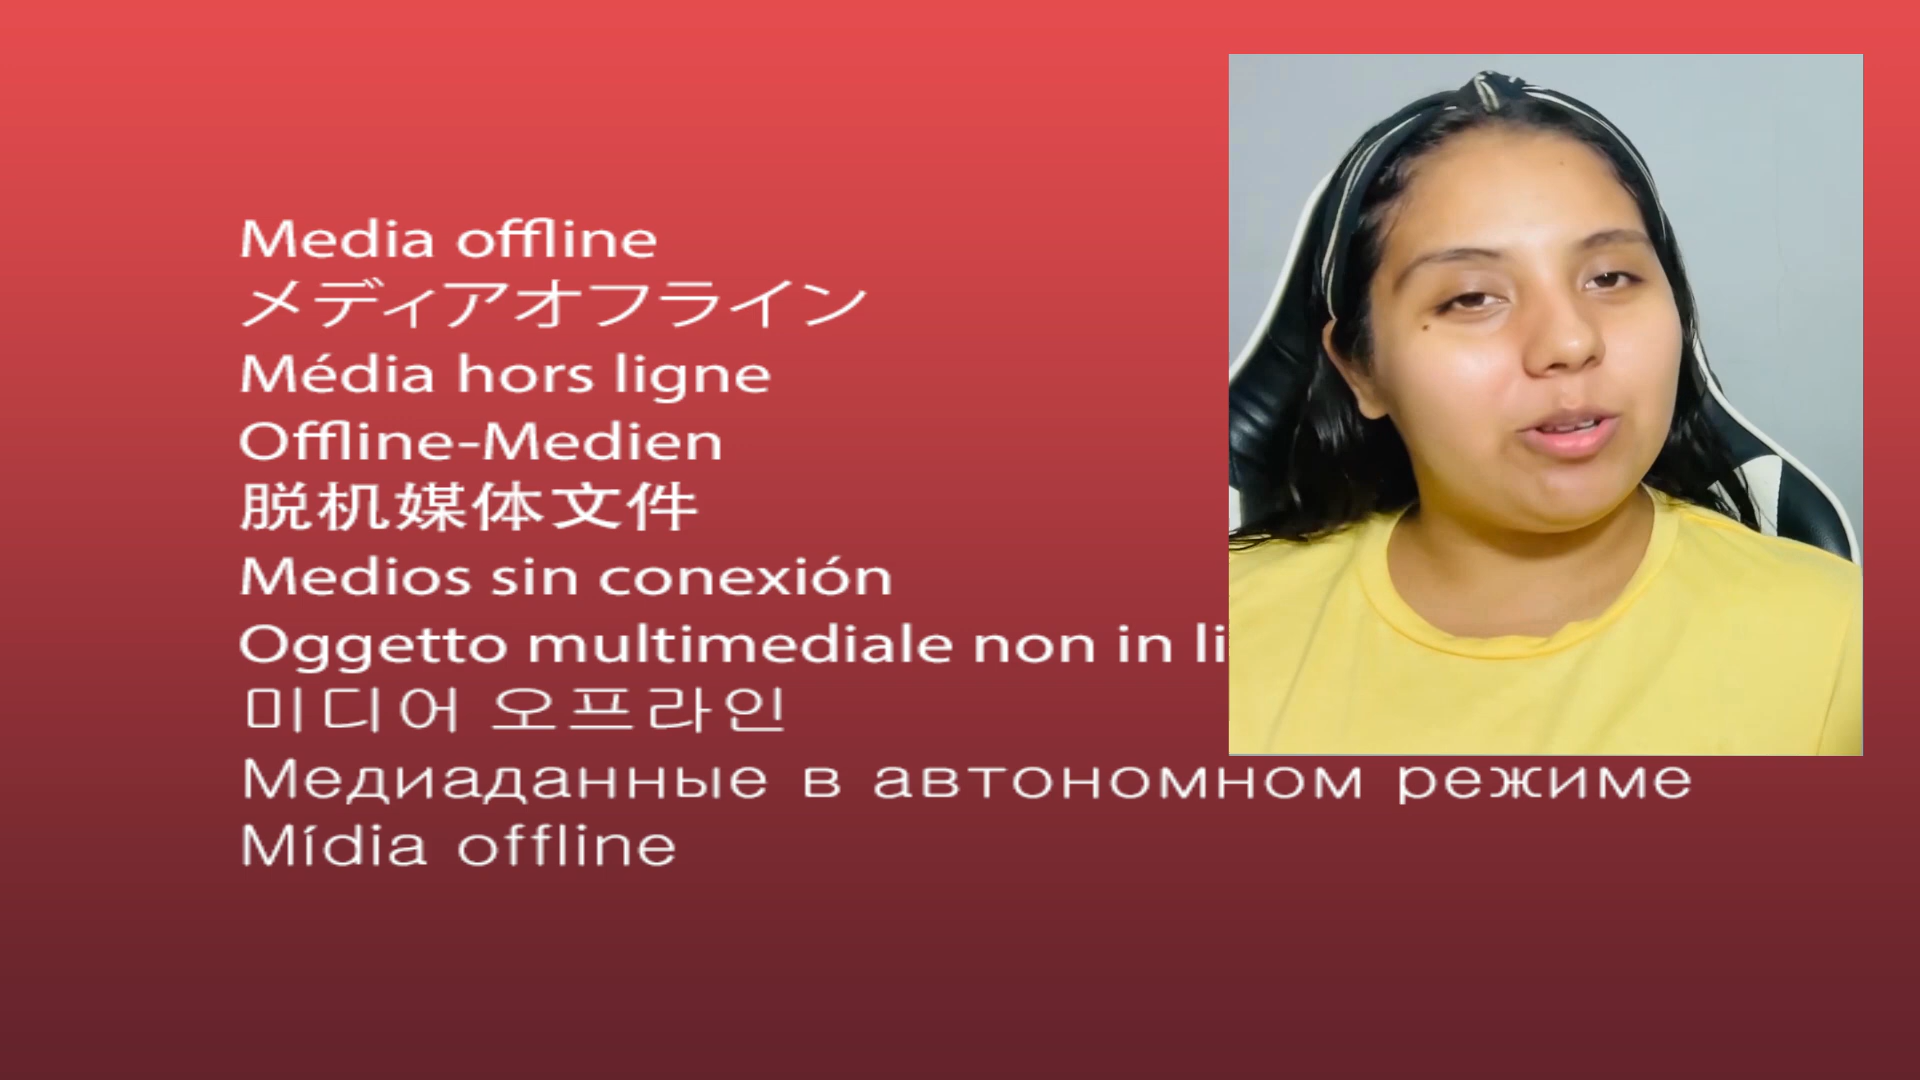 Media offline
メディアオフライン
Média hors ligne
Offline-Medien
脱机媒体文件
Medios sin conexión
Oggetto multimediale non in
미디어 오프라인
Медиаданные в автономном режиме
Mídia offline